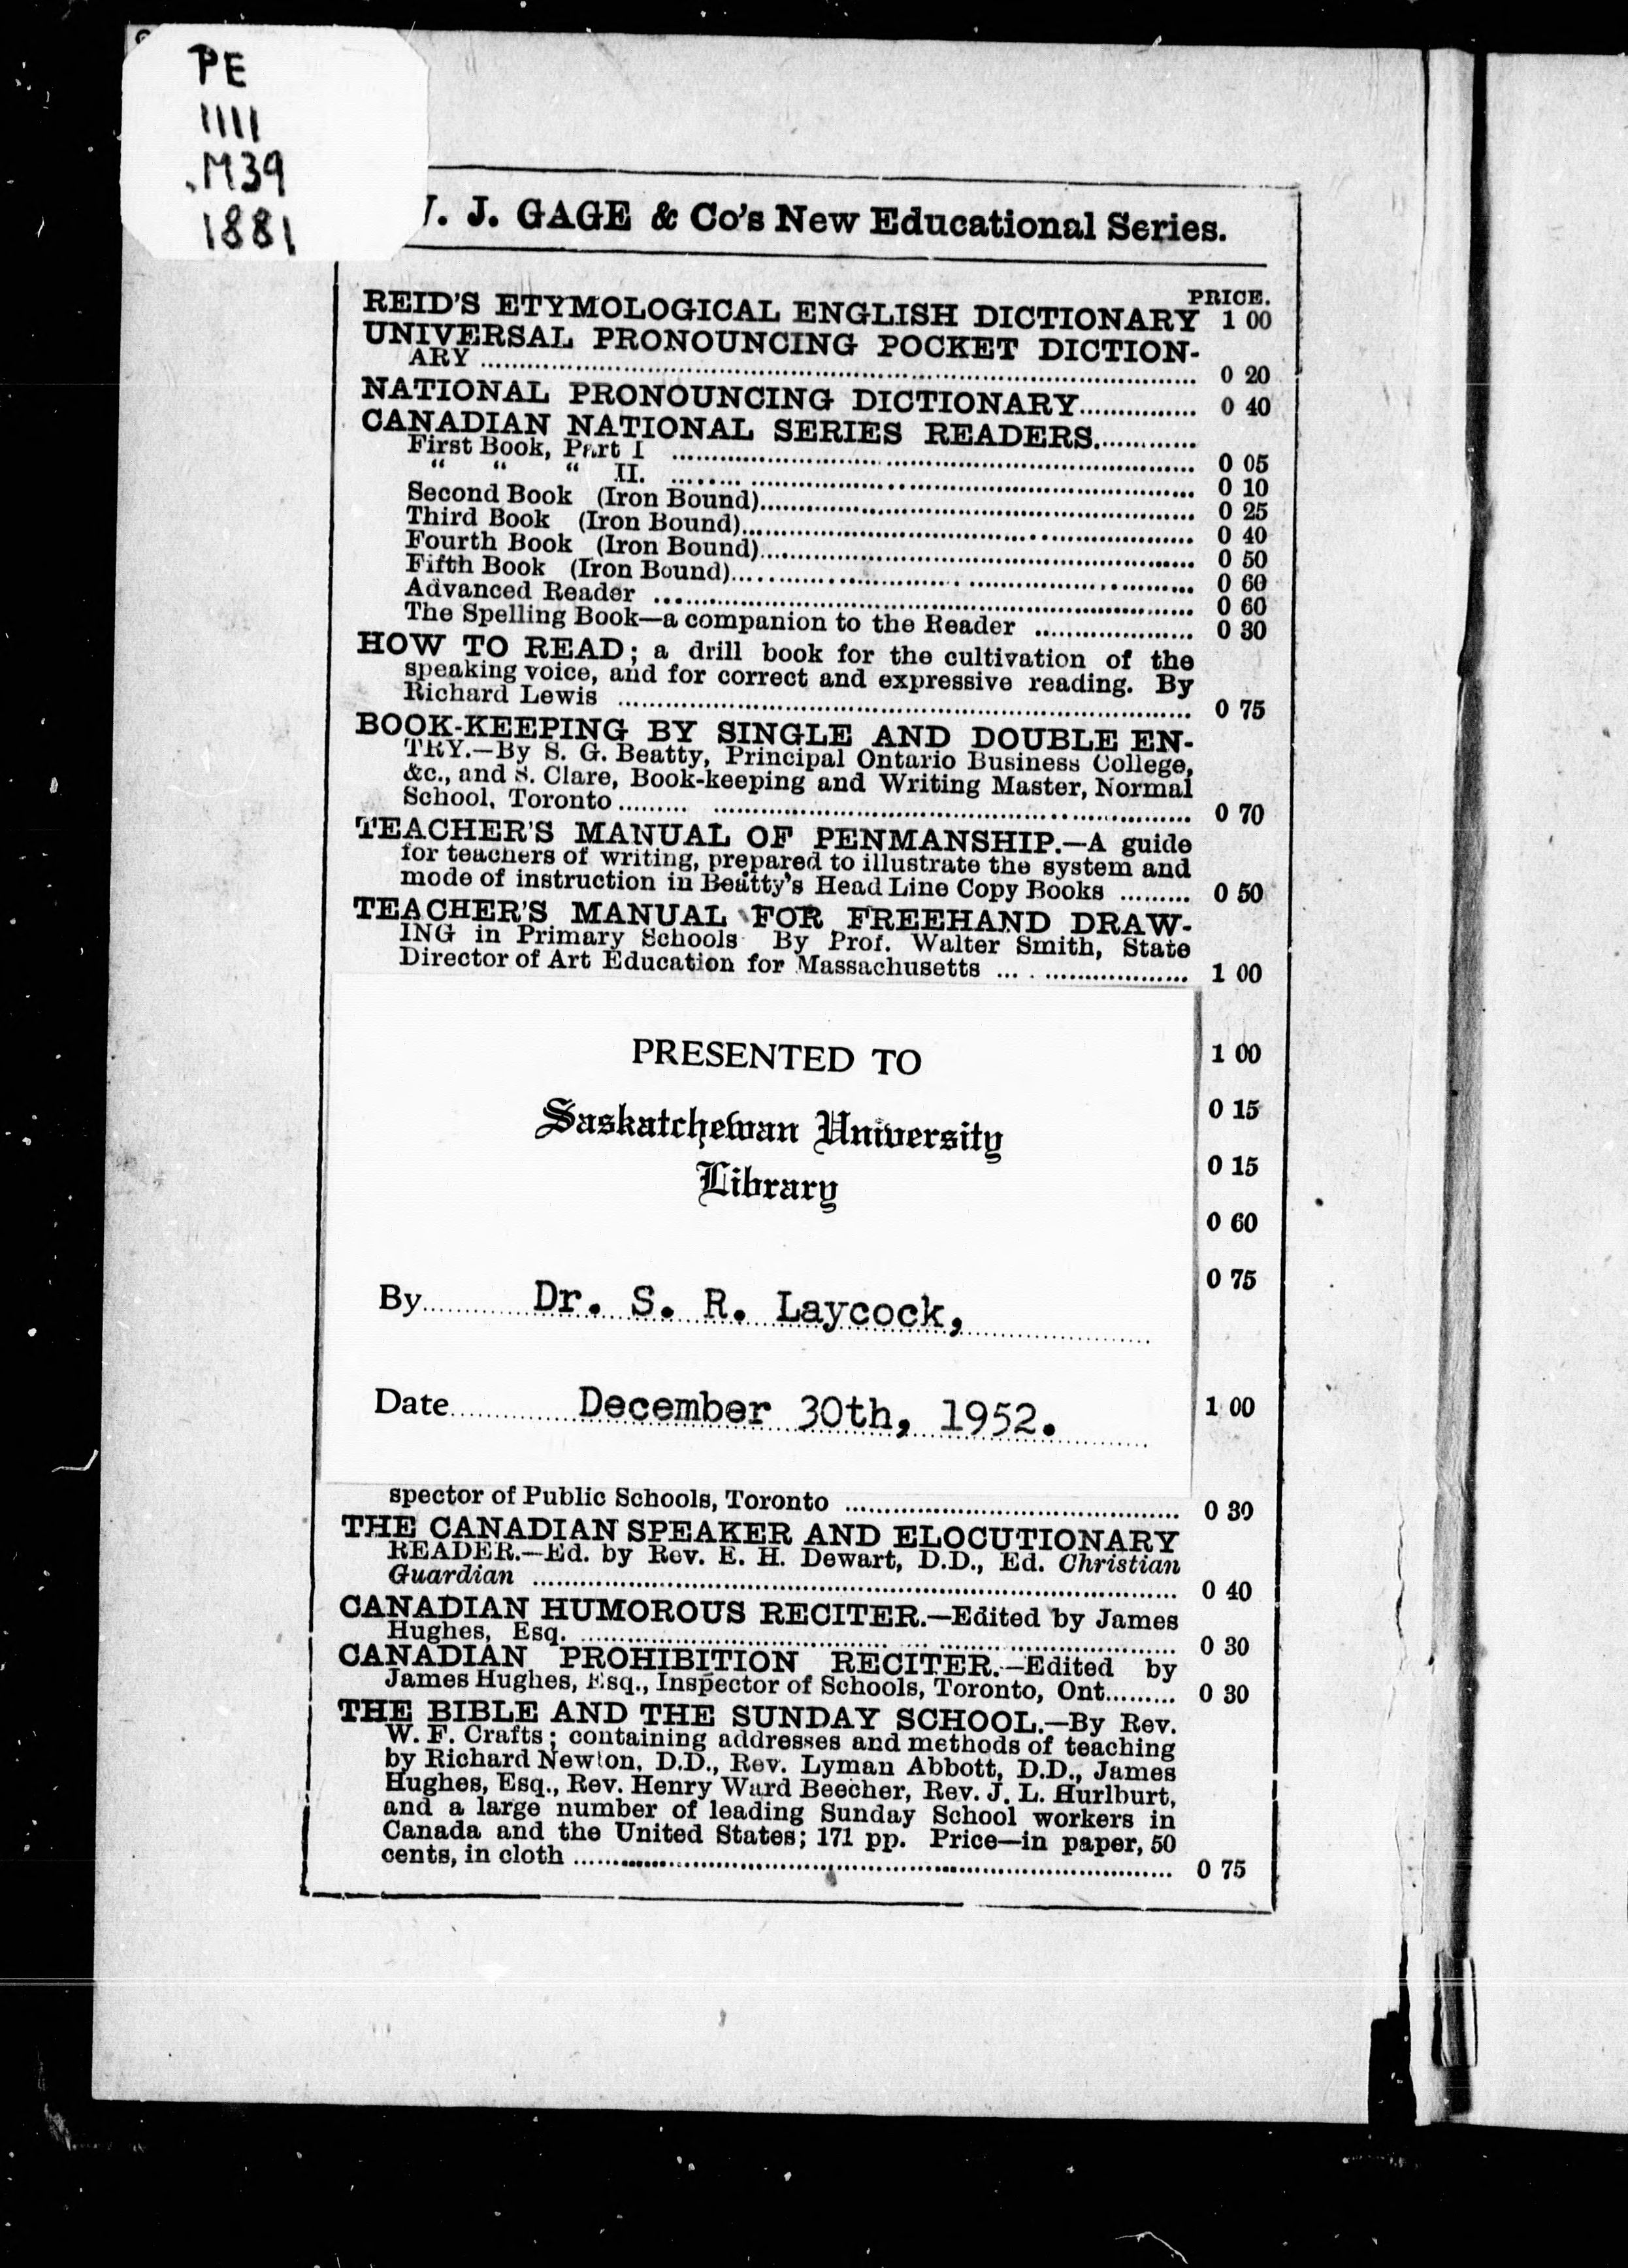 PE
1111
.M39
1881
. J. GAGE & Co's New Educational Series.
PRICE.
REID'S ETYMOLOGICAL ENGLISH DICTIONARY 1 00
UNIVERSAL PRONOUNCING POCKET DICTION-
ARY ........ 0 20
NATIONAL PRONOUNCING DICTIONARY........ 0 40
CANADIAN NATIONAL SERIES READERS........
First Book, Part I ........ 0 05
" " " II. ........ 0 10
Second Book (Iron Bound)........ 0 25
Third Book (Iron Bound)........ 0 40
Fourth Book (Iron Bound)........ 0 50
Fifth Book (Iron Bound)........ 0 60
Advanced Reader ........ 0 60
The Spelling Book—a companion to the Reader ........ 0 30
HOW TO READ; a drill book for the cultivation of the
speaking voice, and for correct and expressive reading. By
Richard Lewis ........ 0 75
BOOK-KEEPING BY SINGLE AND DOUBLE EN-
TRY.—By S. G. Beatty, Principal Ontario Business College,
&c., and S. Clare, Book-keeping and Writing Master, Normal
School, Toronto ........ 0 70
TEACHER'S MANUAL OF PENMANSHIP.—A guide
for teachers of writing, prepared to illustrate the system and
mode of instruction in Beatty's Head Line Copy Books ........ 0 50
TEACHER'S MANUAL FOR FREEHAND DRAW-
ING in Primary Schools By Prof. Walter Smith, State
Director of Art Education for Massachusetts ........ 1 00
PRESENTED TO
Saskatchewan University
Library
By........ Dr. S. R. Laycock,
Date........ December 30th, 1952.
1 00
0 15
0 15
0 60
0 75
1 00
spector of Public Schools, Toronto ........ 0 30
THE CANADIAN SPEAKER AND ELOCUTIONARY
READER.—Ed. by Rev. E. H. Dewart, D.D., Ed. Christian
Guardian ........ 0 40
CANADIAN HUMOROUS RECITER.—Edited by James
Hughes, Esq. ........ 0 30
CANADIAN PROHIBITION RECITER.—Edited by
James Hughes, Esq., Inspector of Schools, Toronto, Ont........ 0 30
THE BIBLE AND THE SUNDAY SCHOOL.—By Rev.
W. F. Crafts; containing addresses and methods of teaching
by Richard Newton, D.D., Rev. Lyman Abbott, D.D., James
Hughes, Esq., Rev. Henry Ward Beecher, Rev. J. L. Hurlburt,
and a large number of leading Sunday School workers in
Canada and the United States; 171 pp. Price—in paper, 50
cents, in cloth ........ 0 75